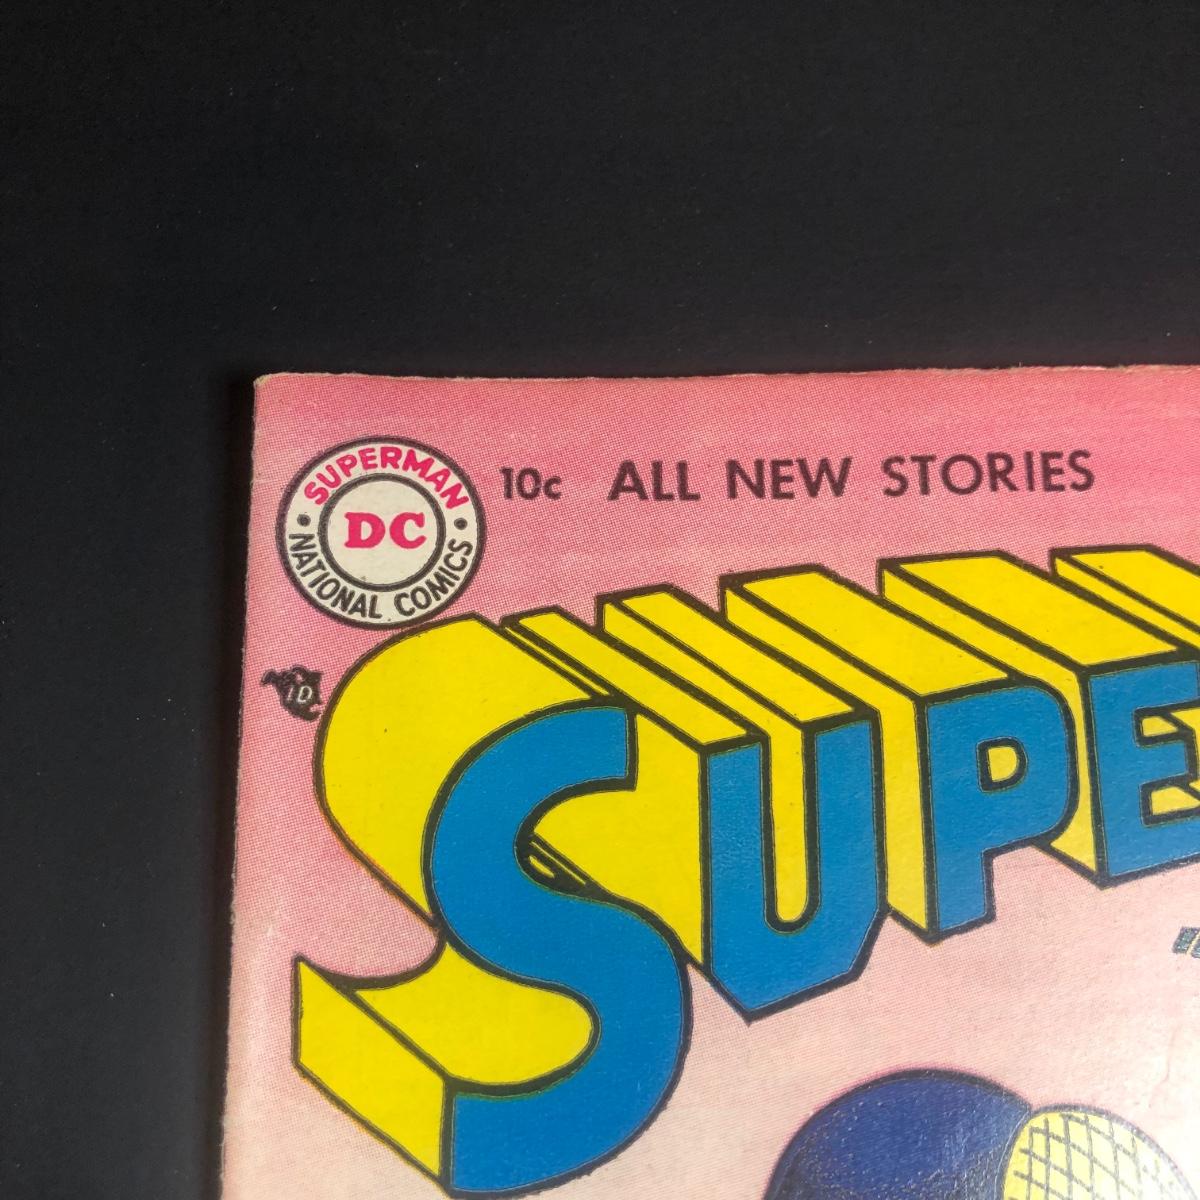 SUPERMAN
DC
NATIONAL COMICS
10c ALL NEW STORIES
I.D.
SUPE